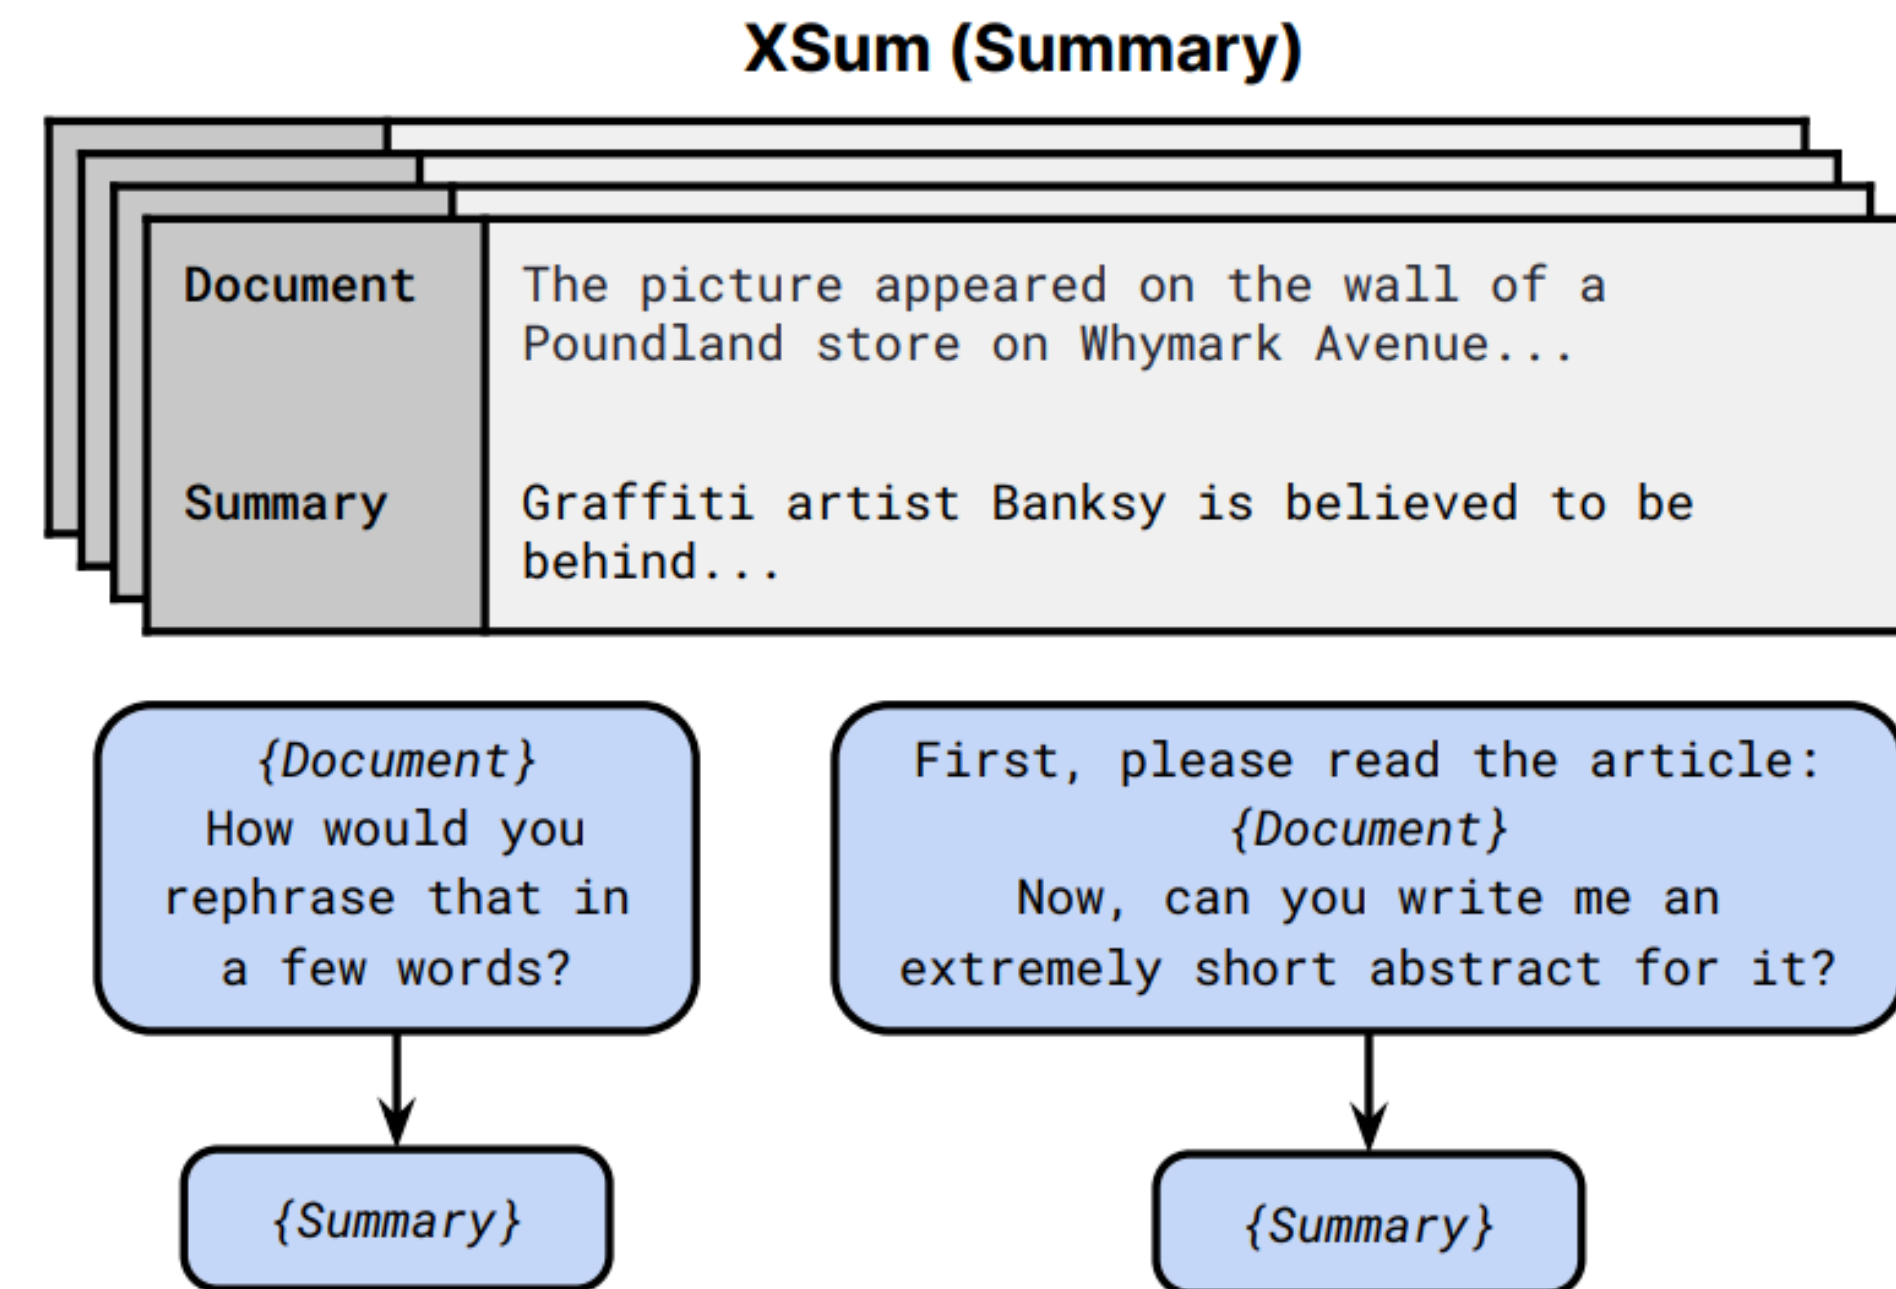 XSum (Summary)
Document
The picture appeared on the wall of a
Poundland store on Whymark Avenue...
Summary
Graffiti artist Banksy is believed to be
behind...
{Document}
How would you
rephrase that in
a few words?
{Summary}
First, please read the article:
{Document}
Now, can you write me an
extremely short abstract for it?
{Summary}